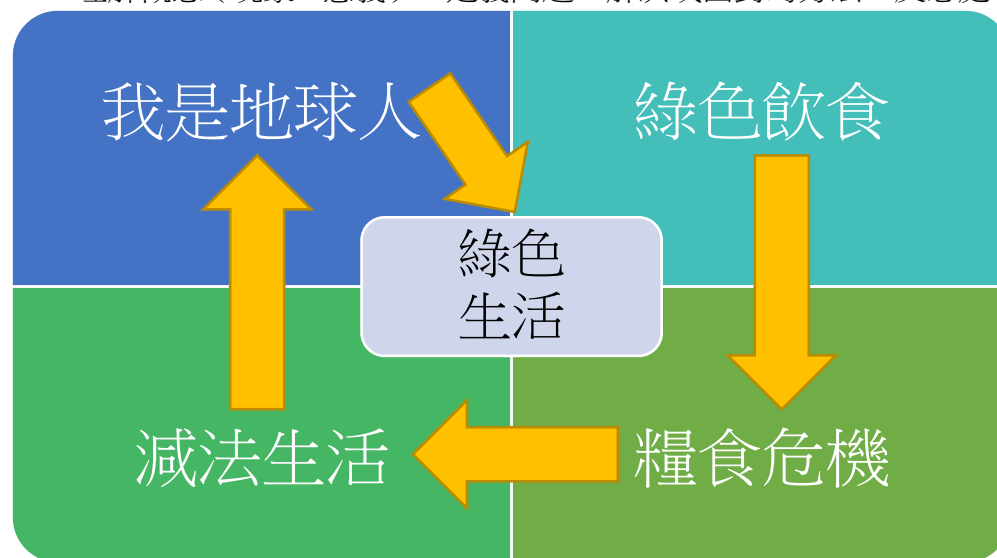 我是地球人
綠色飲食
綠色
生活
減法生活
糧食危機